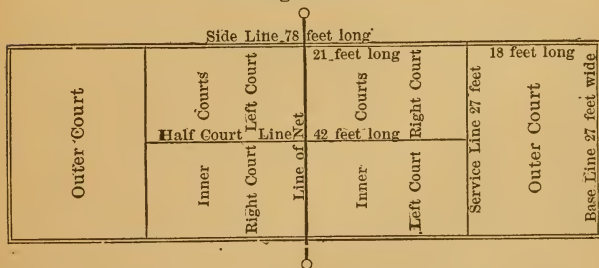 Side Line 78 feet long
21 feet long
18 feet long
Outer Court
Courts
Left Court
Courts
Right Court
Half Court Line
42 feet long
Line of Net
Inner
Right Court
Inner
Left Court
Service Line 27 feet
Outer Court
Base Line 27 feet wide